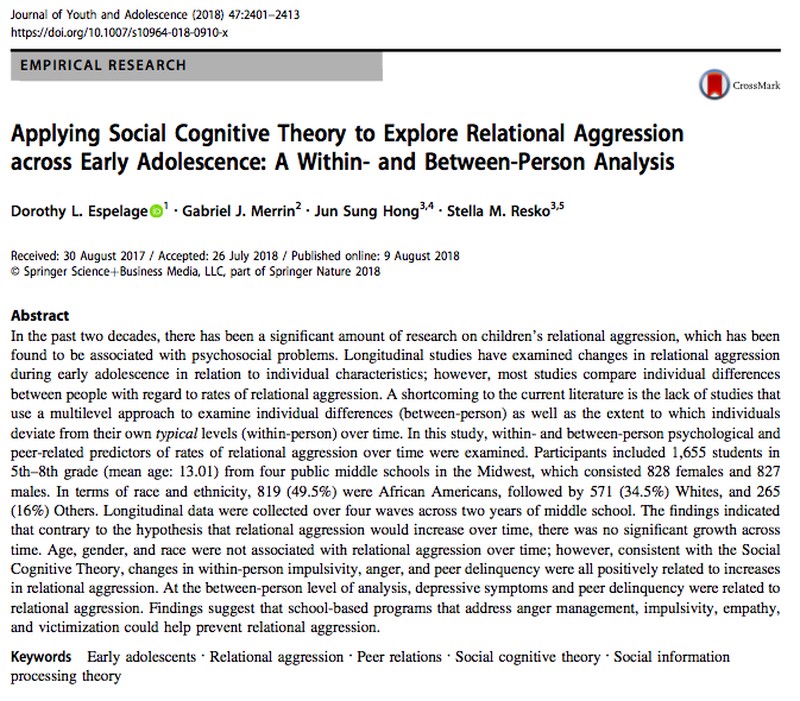 Journal of Youth and Adolescence (2018) 47:2401–2413
https://doi.org/10.1007/s10964-018-0910-x
EMPIRICAL RESEARCH
CrossMark
Applying Social Cognitive Theory to Explore Relational Aggression
across Early Adolescence: A Within- and Between-Person Analysis
Dorothy L. Espelage iD 1 · Gabriel J. Merrin2 · Jun Sung Hong3,4 · Stella M. Resko3,5
Received: 30 August 2017 / Accepted: 26 July 2018 / Published online: 9 August 2018
© Springer Science+Business Media, LLC, part of Springer Nature 2018
Abstract
In the past two decades, there has been a significant amount of research on children's relational aggression, which has been
found to be associated with psychosocial problems. Longitudinal studies have examined changes in relational aggression
during early adolescence in relation to individual characteristics; however, most studies compare individual differences
between people with regard to rates of relational aggression. A shortcoming to the current literature is the lack of studies that
use a multilevel approach to examine individual differences (between-person) as well as the extent to which individuals
deviate from their own typical levels (within-person) over time. In this study, within- and between-person psychological and
peer-related predictors of rates of relational aggression over time were examined. Participants included 1,655 students in
5th–8th grade (mean age: 13.01) from four public middle schools in the Midwest, which consisted 828 females and 827
males. In terms of race and ethnicity, 819 (49.5%) were African Americans, followed by 571 (34.5%) Whites, and 265
(16%) Others. Longitudinal data were collected over four waves across two years of middle school. The findings indicated
that contrary to the hypothesis that relational aggression would increase over time, there was no significant growth across
time. Age, gender, and race were not associated with relational aggression over time; however, consistent with the Social
Cognitive Theory, changes in within-person impulsivity, anger, and peer delinquency were all positively related to increases
in relational aggression. At the between-person level of analysis, depressive symptoms and peer delinquency were related to
relational aggression. Findings suggest that school-based programs that address anger management, impulsivity, empathy,
and victimization could help prevent relational aggression.
Keywords Early adolescents · Relational aggression · Peer relations · Social cognitive theory · Social information
processing theory